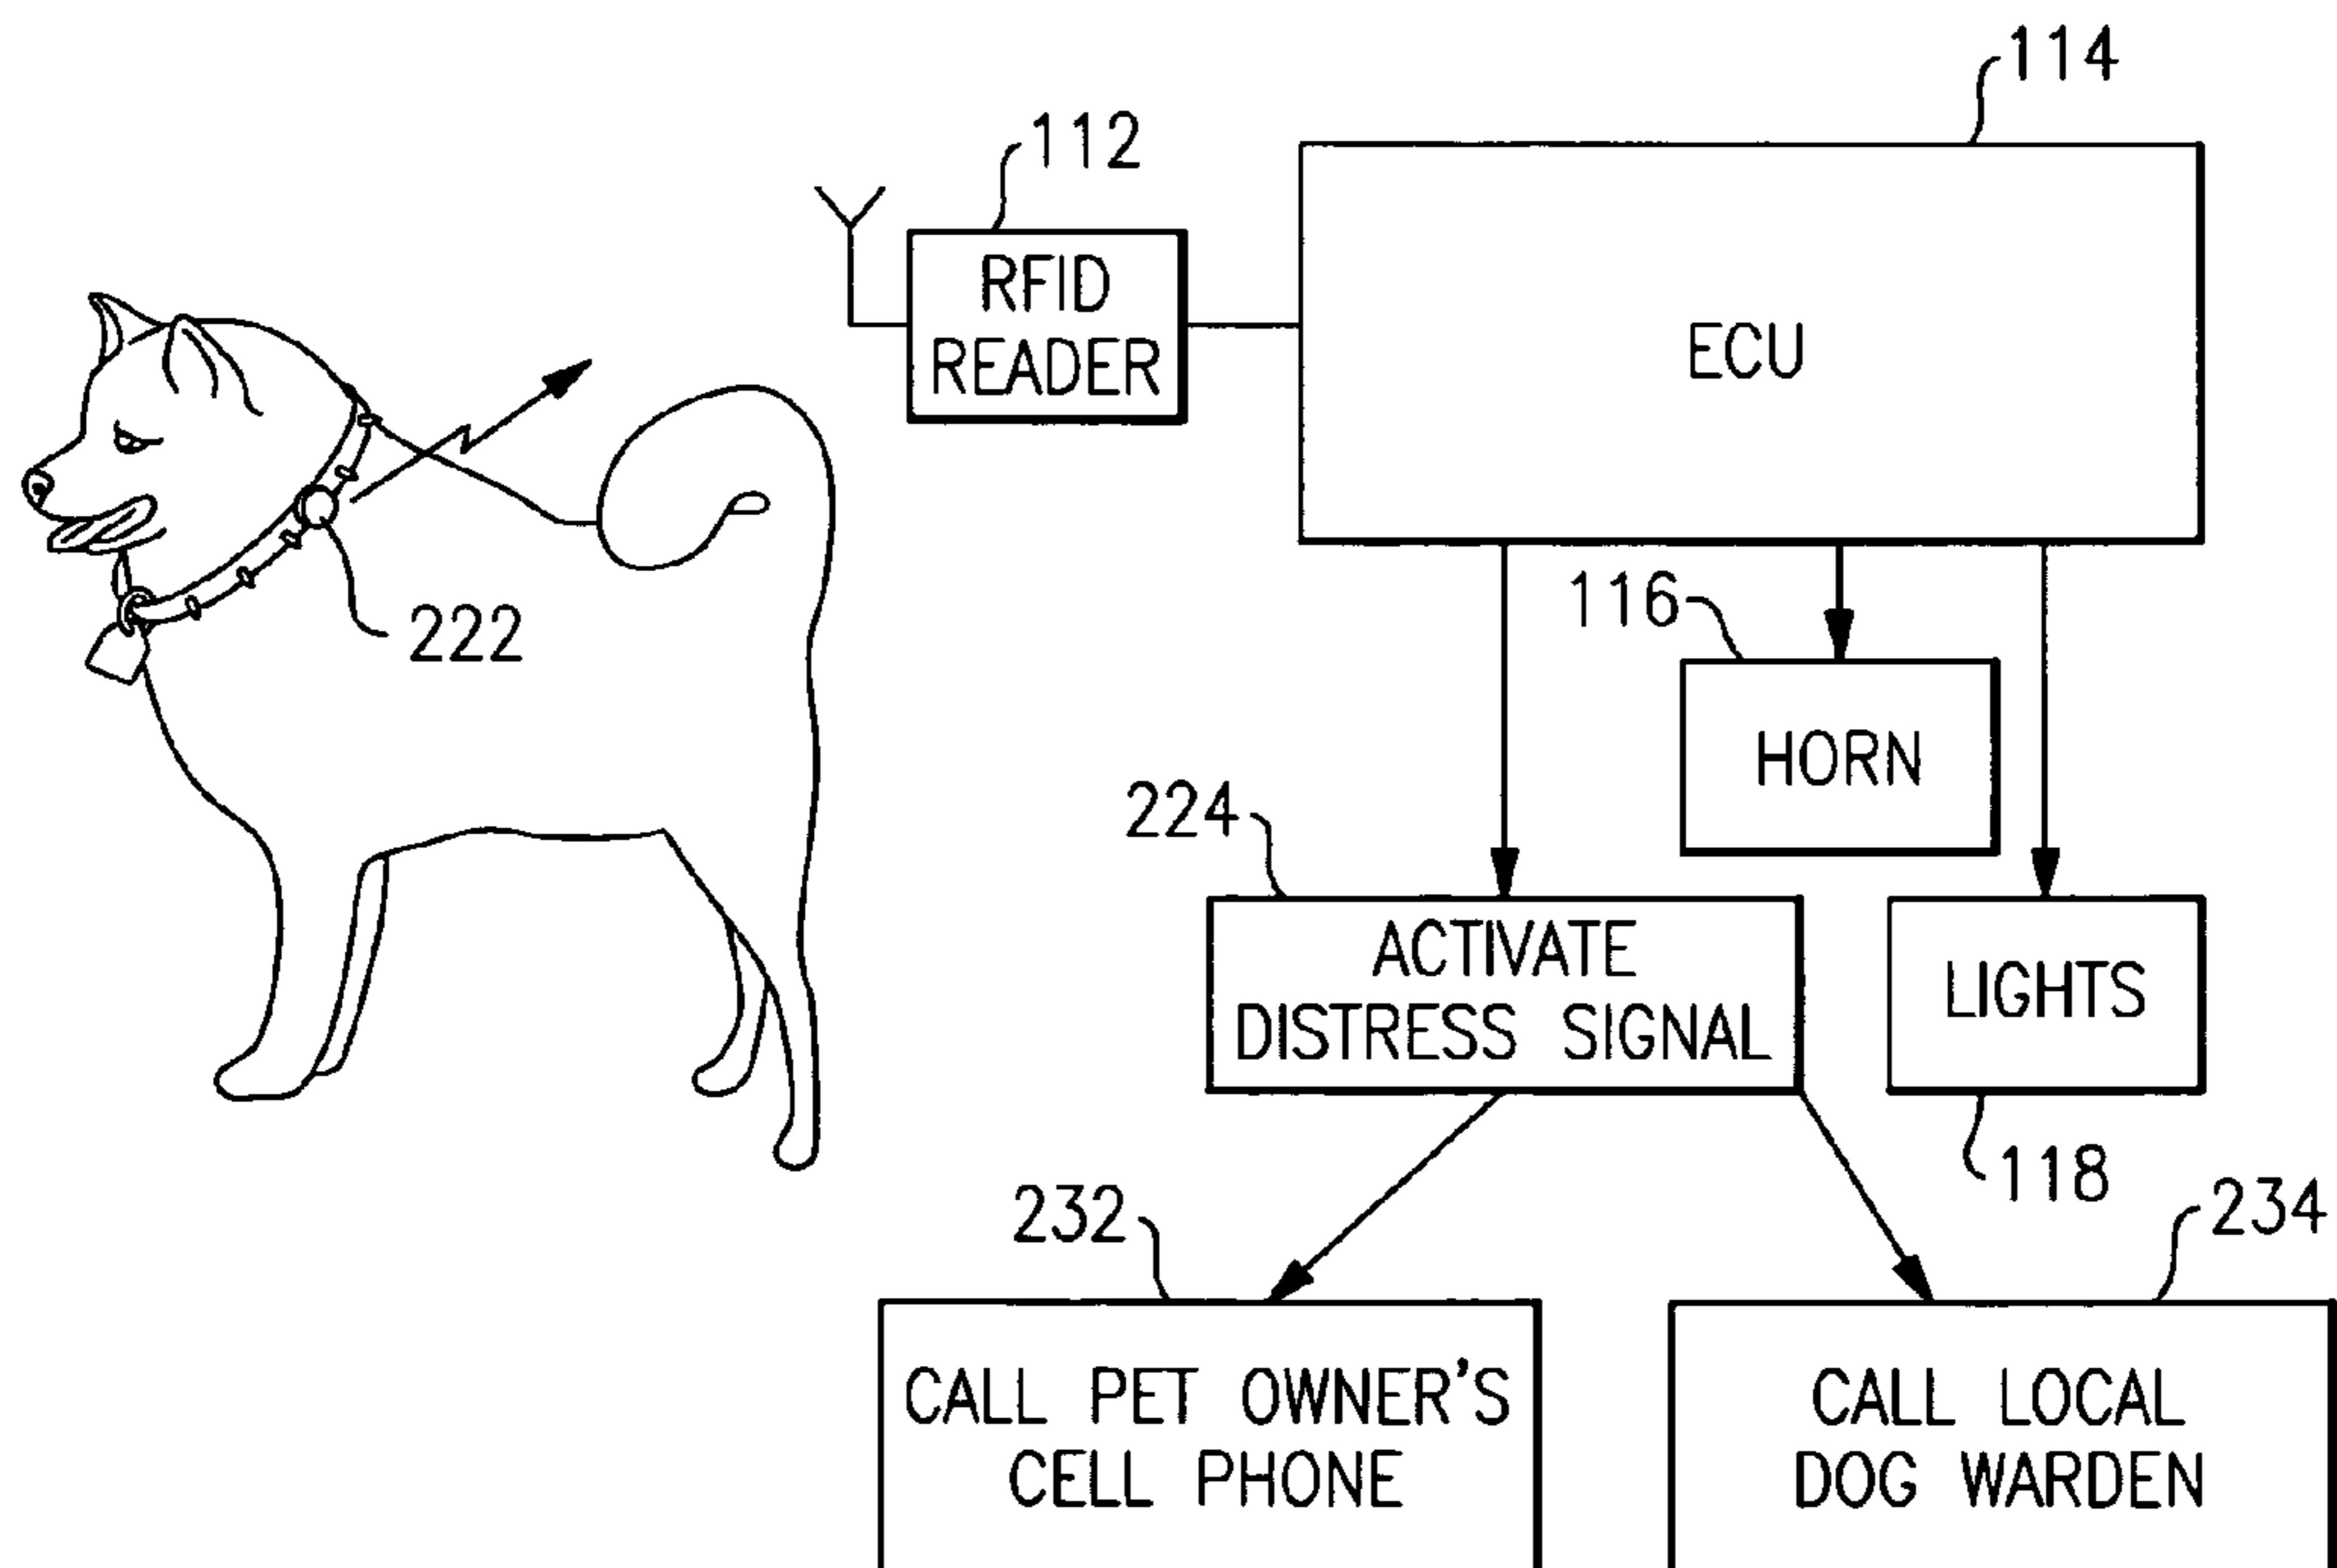 114
112
RFID
READER
ECU
222
116
HORN
224
ACTIVATE
DISTRESS SIGNAL
LIGHTS
118
232
234
CALL PET OWNER'S
CELL PHONE
CALL LOCAL
DOG WARDEN